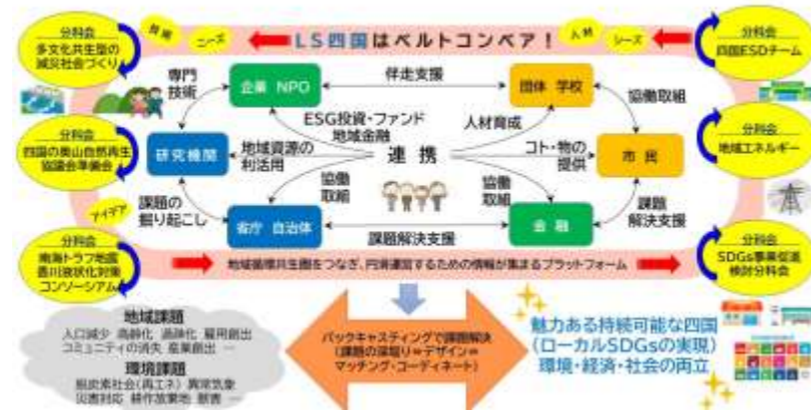 LS四国はベルトコンベア！
技術
ニーズ
人材
シーズ
分科会
多文化共生型の
減災社会づくり
分科会
四国ESDチーム
専門
技術
企業 NPO
伴走支援
団体 学校
協働取組
ESG投資・ファンド
地域金融
人材育成
分科会
四国の奥山自然再生
協議会準備会
研究機関
地域資源の
利活用
連携
コト・物の
提供
市民
分科会
地域エネルギー
課題の
掘り起こし
協働
取組
協働
取組
課題
解決支援
アイデア
省庁 自治体
課題解決支援
金融
分科会
南海トラフ地震
香川液状化対策
コンソーシアム
地域循環共生圏をつなぎ、円滑運営するための情報が集まるプラットフォーム
分科会
SDGs事業促進
検討分科会
地域課題
人口減少 高齢化 過疎化 雇用創出
コミュニティの消失 産業創出 …
環境課題
脱炭素社会(再エネ) 異常気象
災害対応 耕作放棄地 獣害 …
バックキャスティングで課題解決
(課題の深堀り⇔デザイン⇔
マッチング・コーディネート)
魅力ある持続可能な四国
(ローカルSDGsの実現)
環境・経済・社会の両立